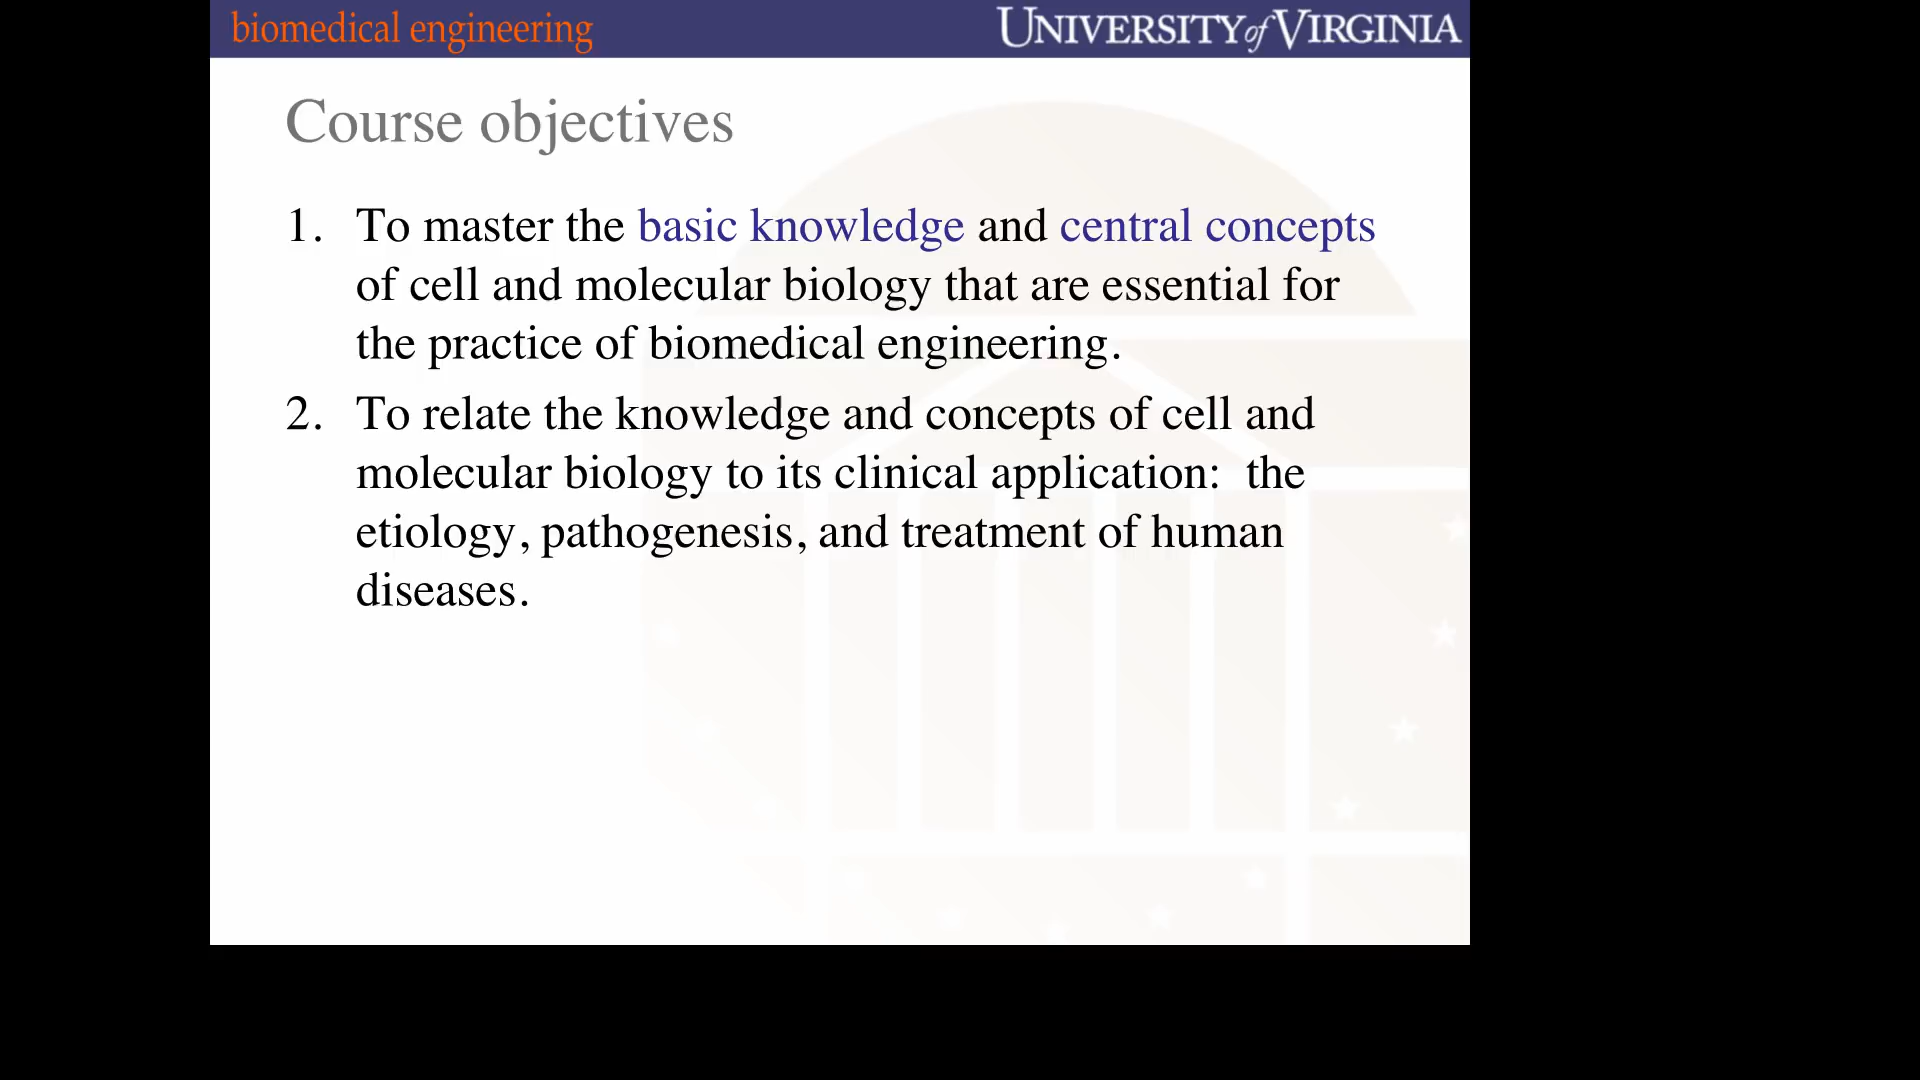 biomedical engineering
UNIVERSITY of VIRGINIA
Course objectives
1. To master the basic knowledge and central concepts
of cell and molecular biology that are essential for
the practice of biomedical engineering.
2. To relate the knowledge and concepts of cell and
molecular biology to its clinical application:  the
etiology, pathogenesis, and treatment of human
diseases.